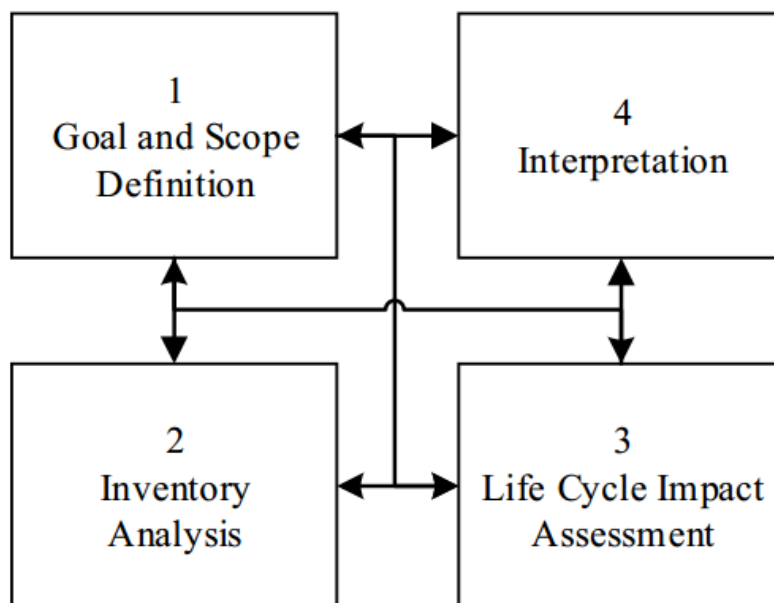 1
Goal and Scope
Definition
4
Interpretation
2
Inventory
Analysis
3
Life Cycle Impact
Assessment